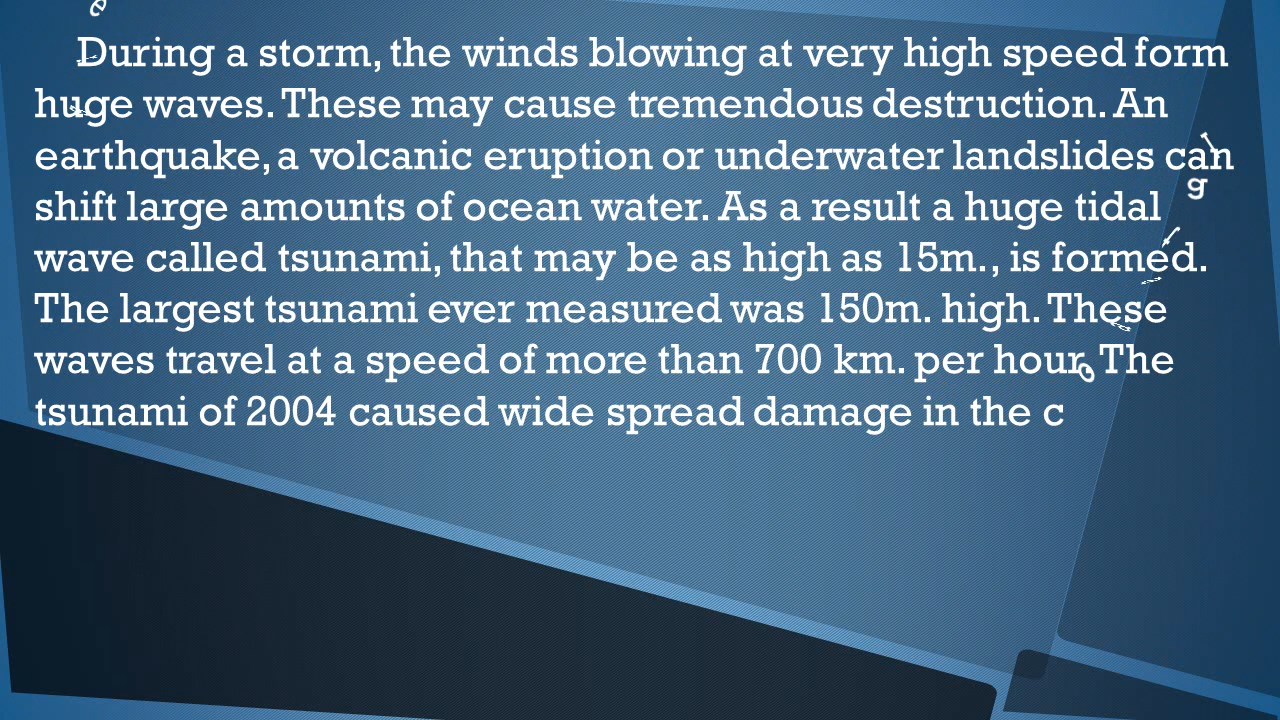 During a storm, the winds blowing at very high speed form
huge waves. These may cause tremendous destruction. An
earthquake, a volcanic eruption or underwater landslides can
shift large amounts of ocean water. As a result a huge tidal
wave called tsunami, that may be as high as 15m., is formed.
The largest tsunami ever measured was 150m. high. These
waves travel at a speed of more than 700 km. per hour. The
tsunami of 2004 caused wide spread damage in the c